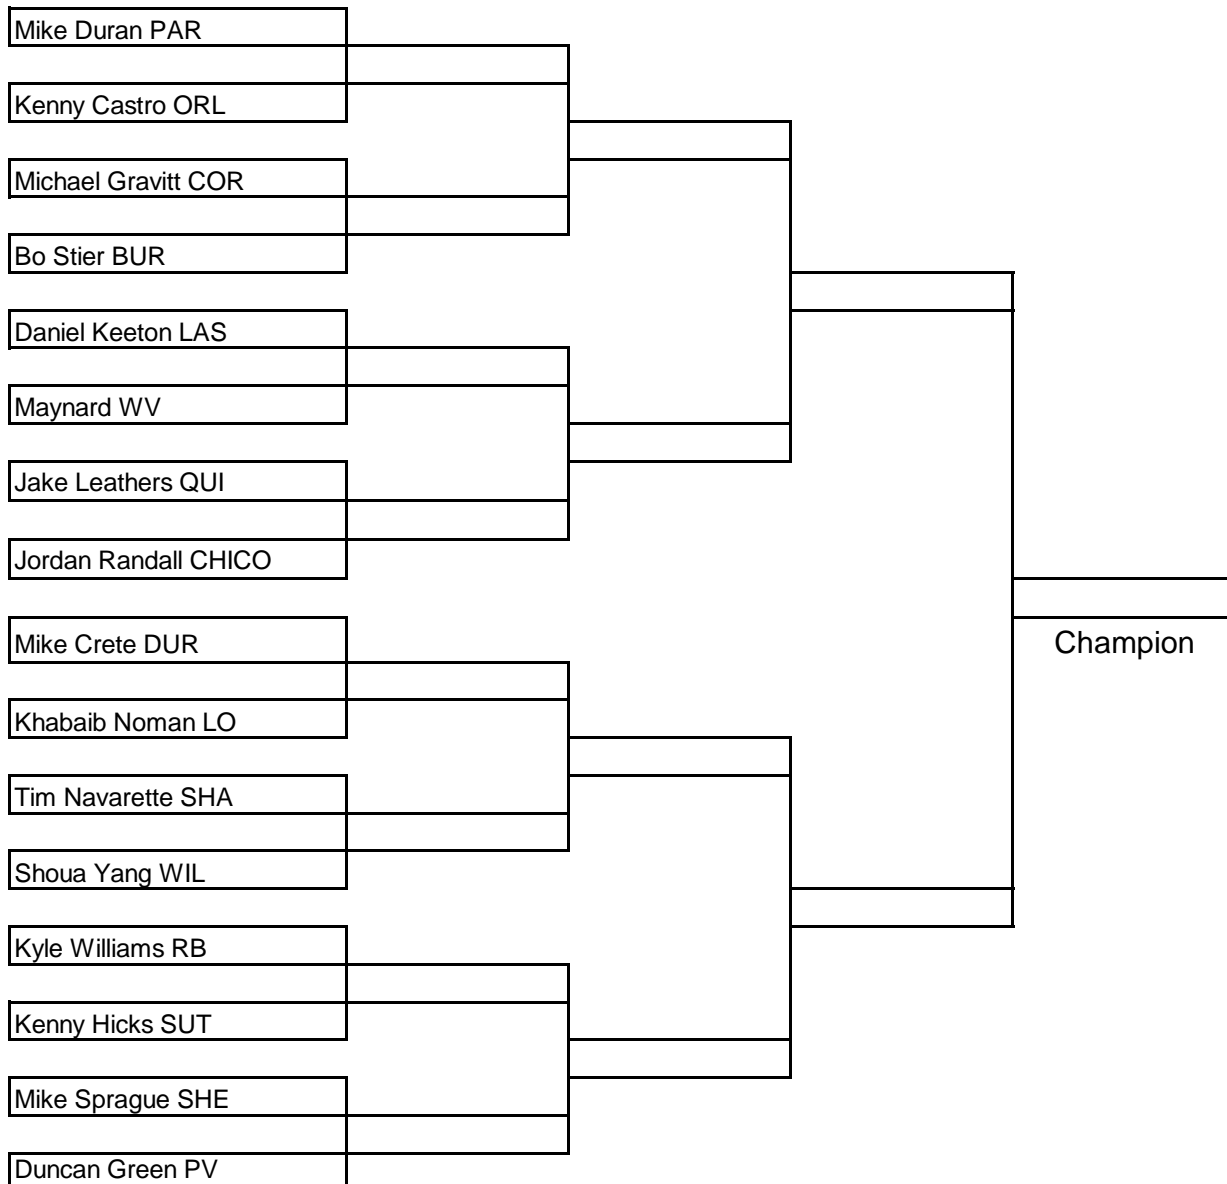 Mike Duran PAR
Kenny Castro ORL
Michael Gravitt COR
Bo Stier BUR
Daniel Keeton LAS
Maynard WV
Jake Leathers QUI
Jordan Randall CHICO
Mike Crete DUR
Champion
Khabaib Noman LO
Tim Navarette SHA
Shoua Yang WIL
Kyle Williams RB
Kenny Hicks SUT
Mike Sprague SHE
Duncan Green PV